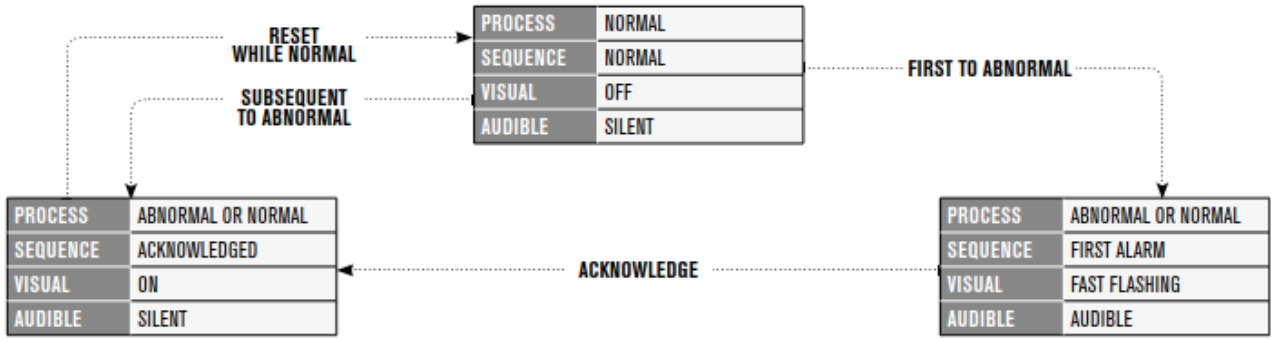 PROCESS NORMAL
SEQUENCE NORMAL
VISUAL OFF
AUDIBLE SILENT
RESET
WHILE NORMAL
SUBSEQUENT
TO ABNORMAL
FIRST TO ABNORMAL
PROCESS ABNORMAL OR NORMAL
SEQUENCE ACKNOWLEDGED
VISUAL ON
AUDIBLE SILENT
ACKNOWLEDGE
PROCESS ABNORMAL OR NORMAL
SEQUENCE FIRST ALARM
VISUAL FAST FLASHING
AUDIBLE AUDIBLE